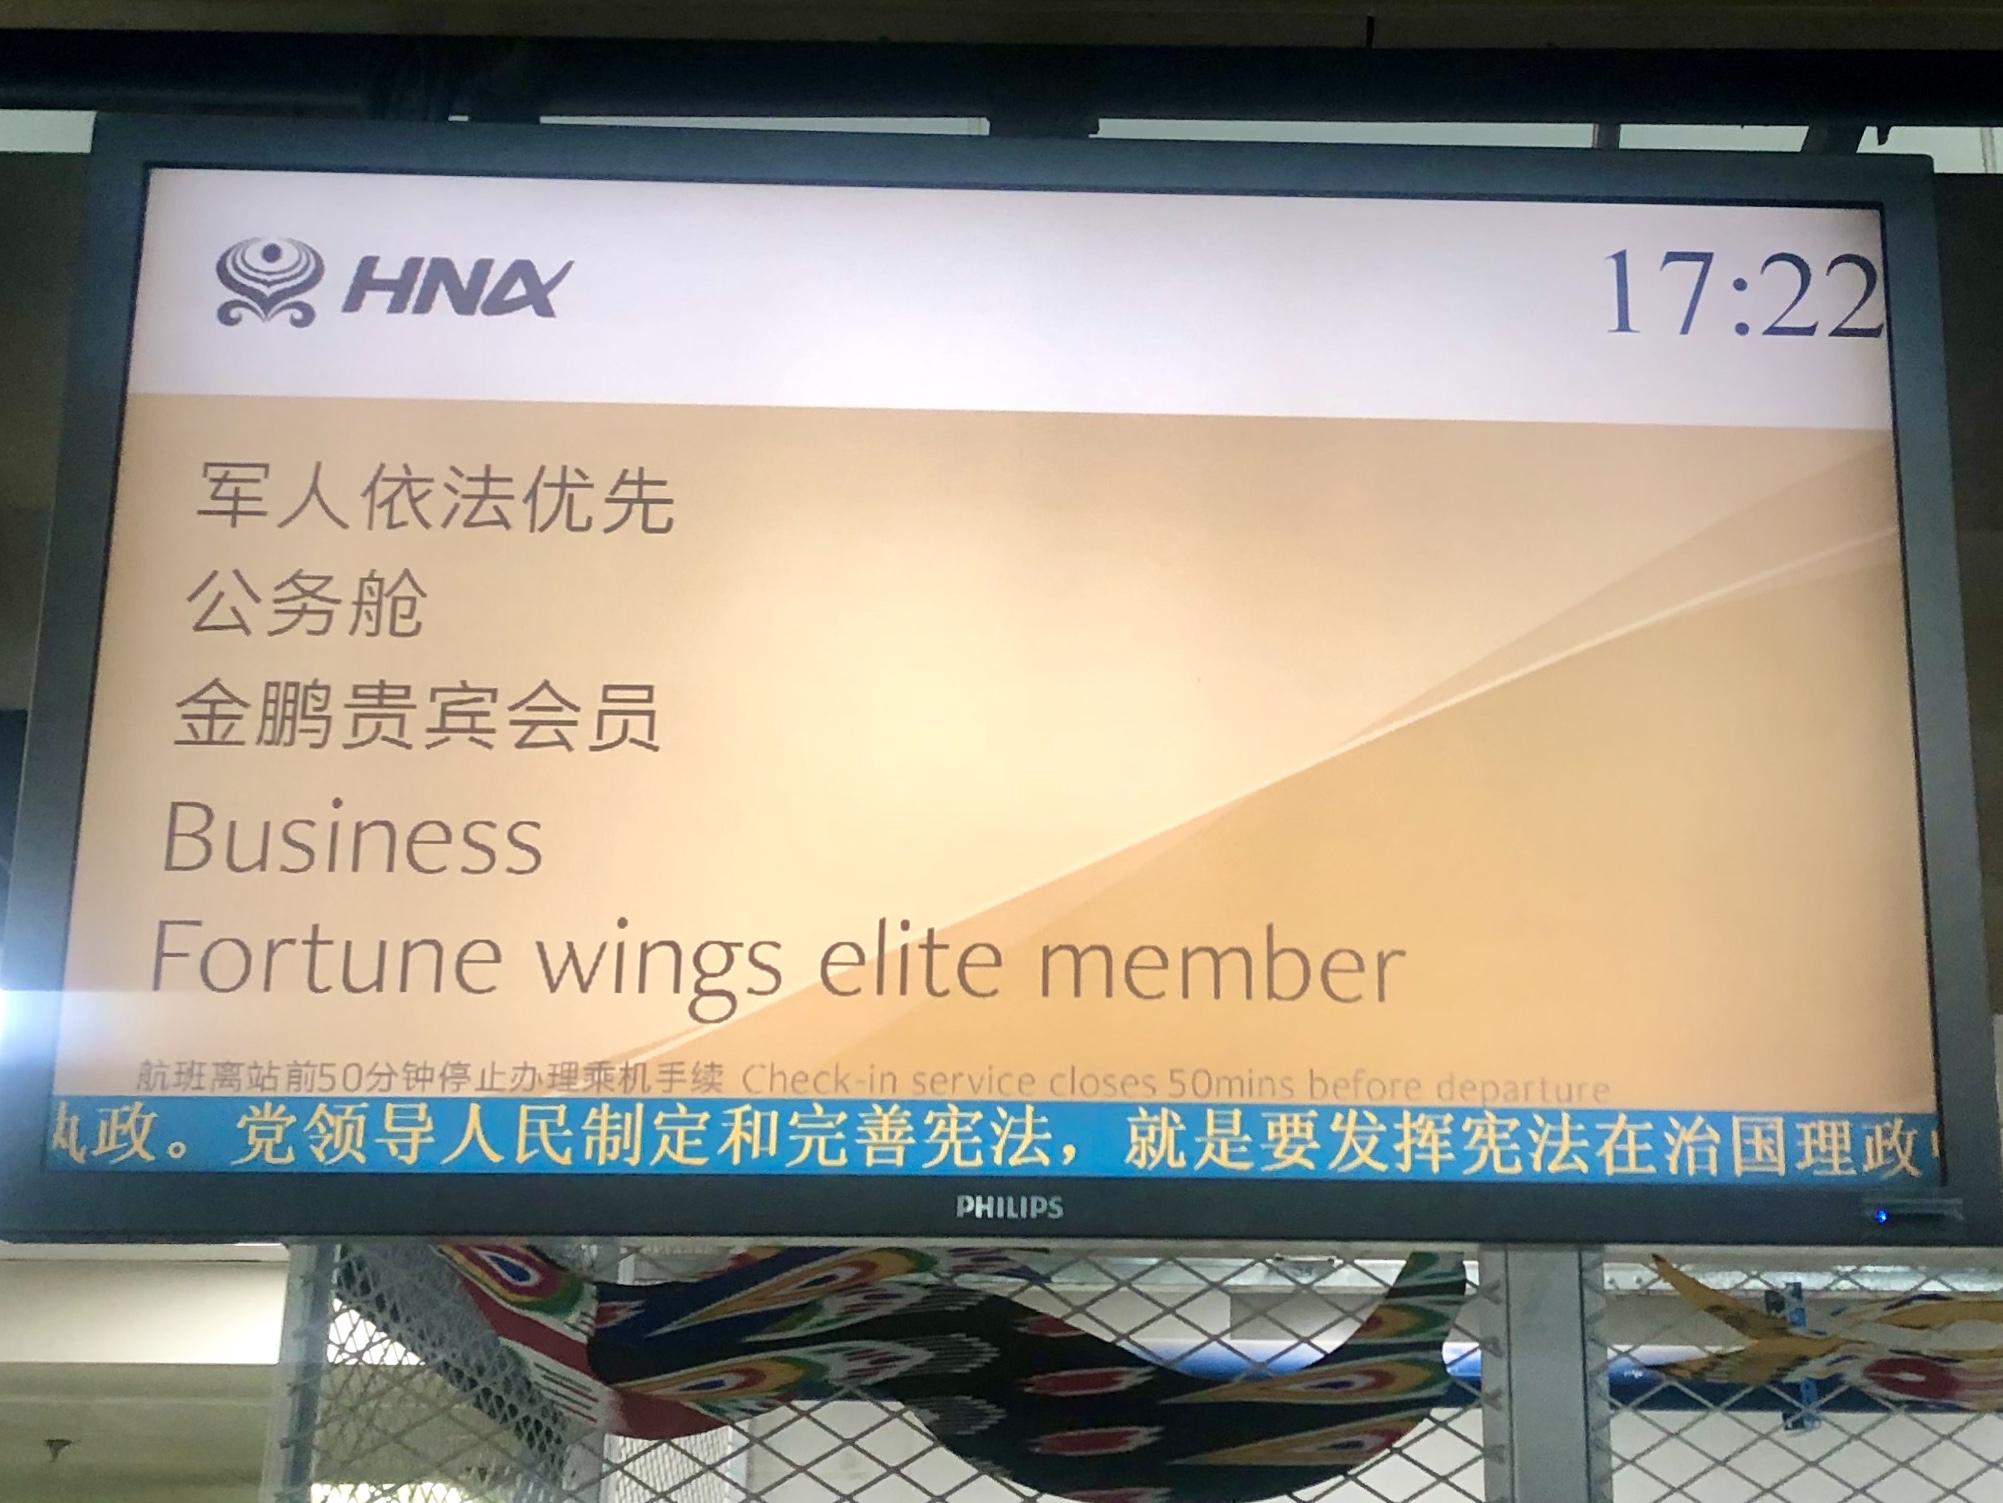 HNA
17:22
军人依法优先
公务舱
金鹏贵宾会员
Business
Fortune wings elite member
航班离站前50分钟停止办理乘机手续 Check-in service closes 50mins before departure
政。党领导人民制定和完善宪法，就是要发挥宪法在治国理政
PHILIPS